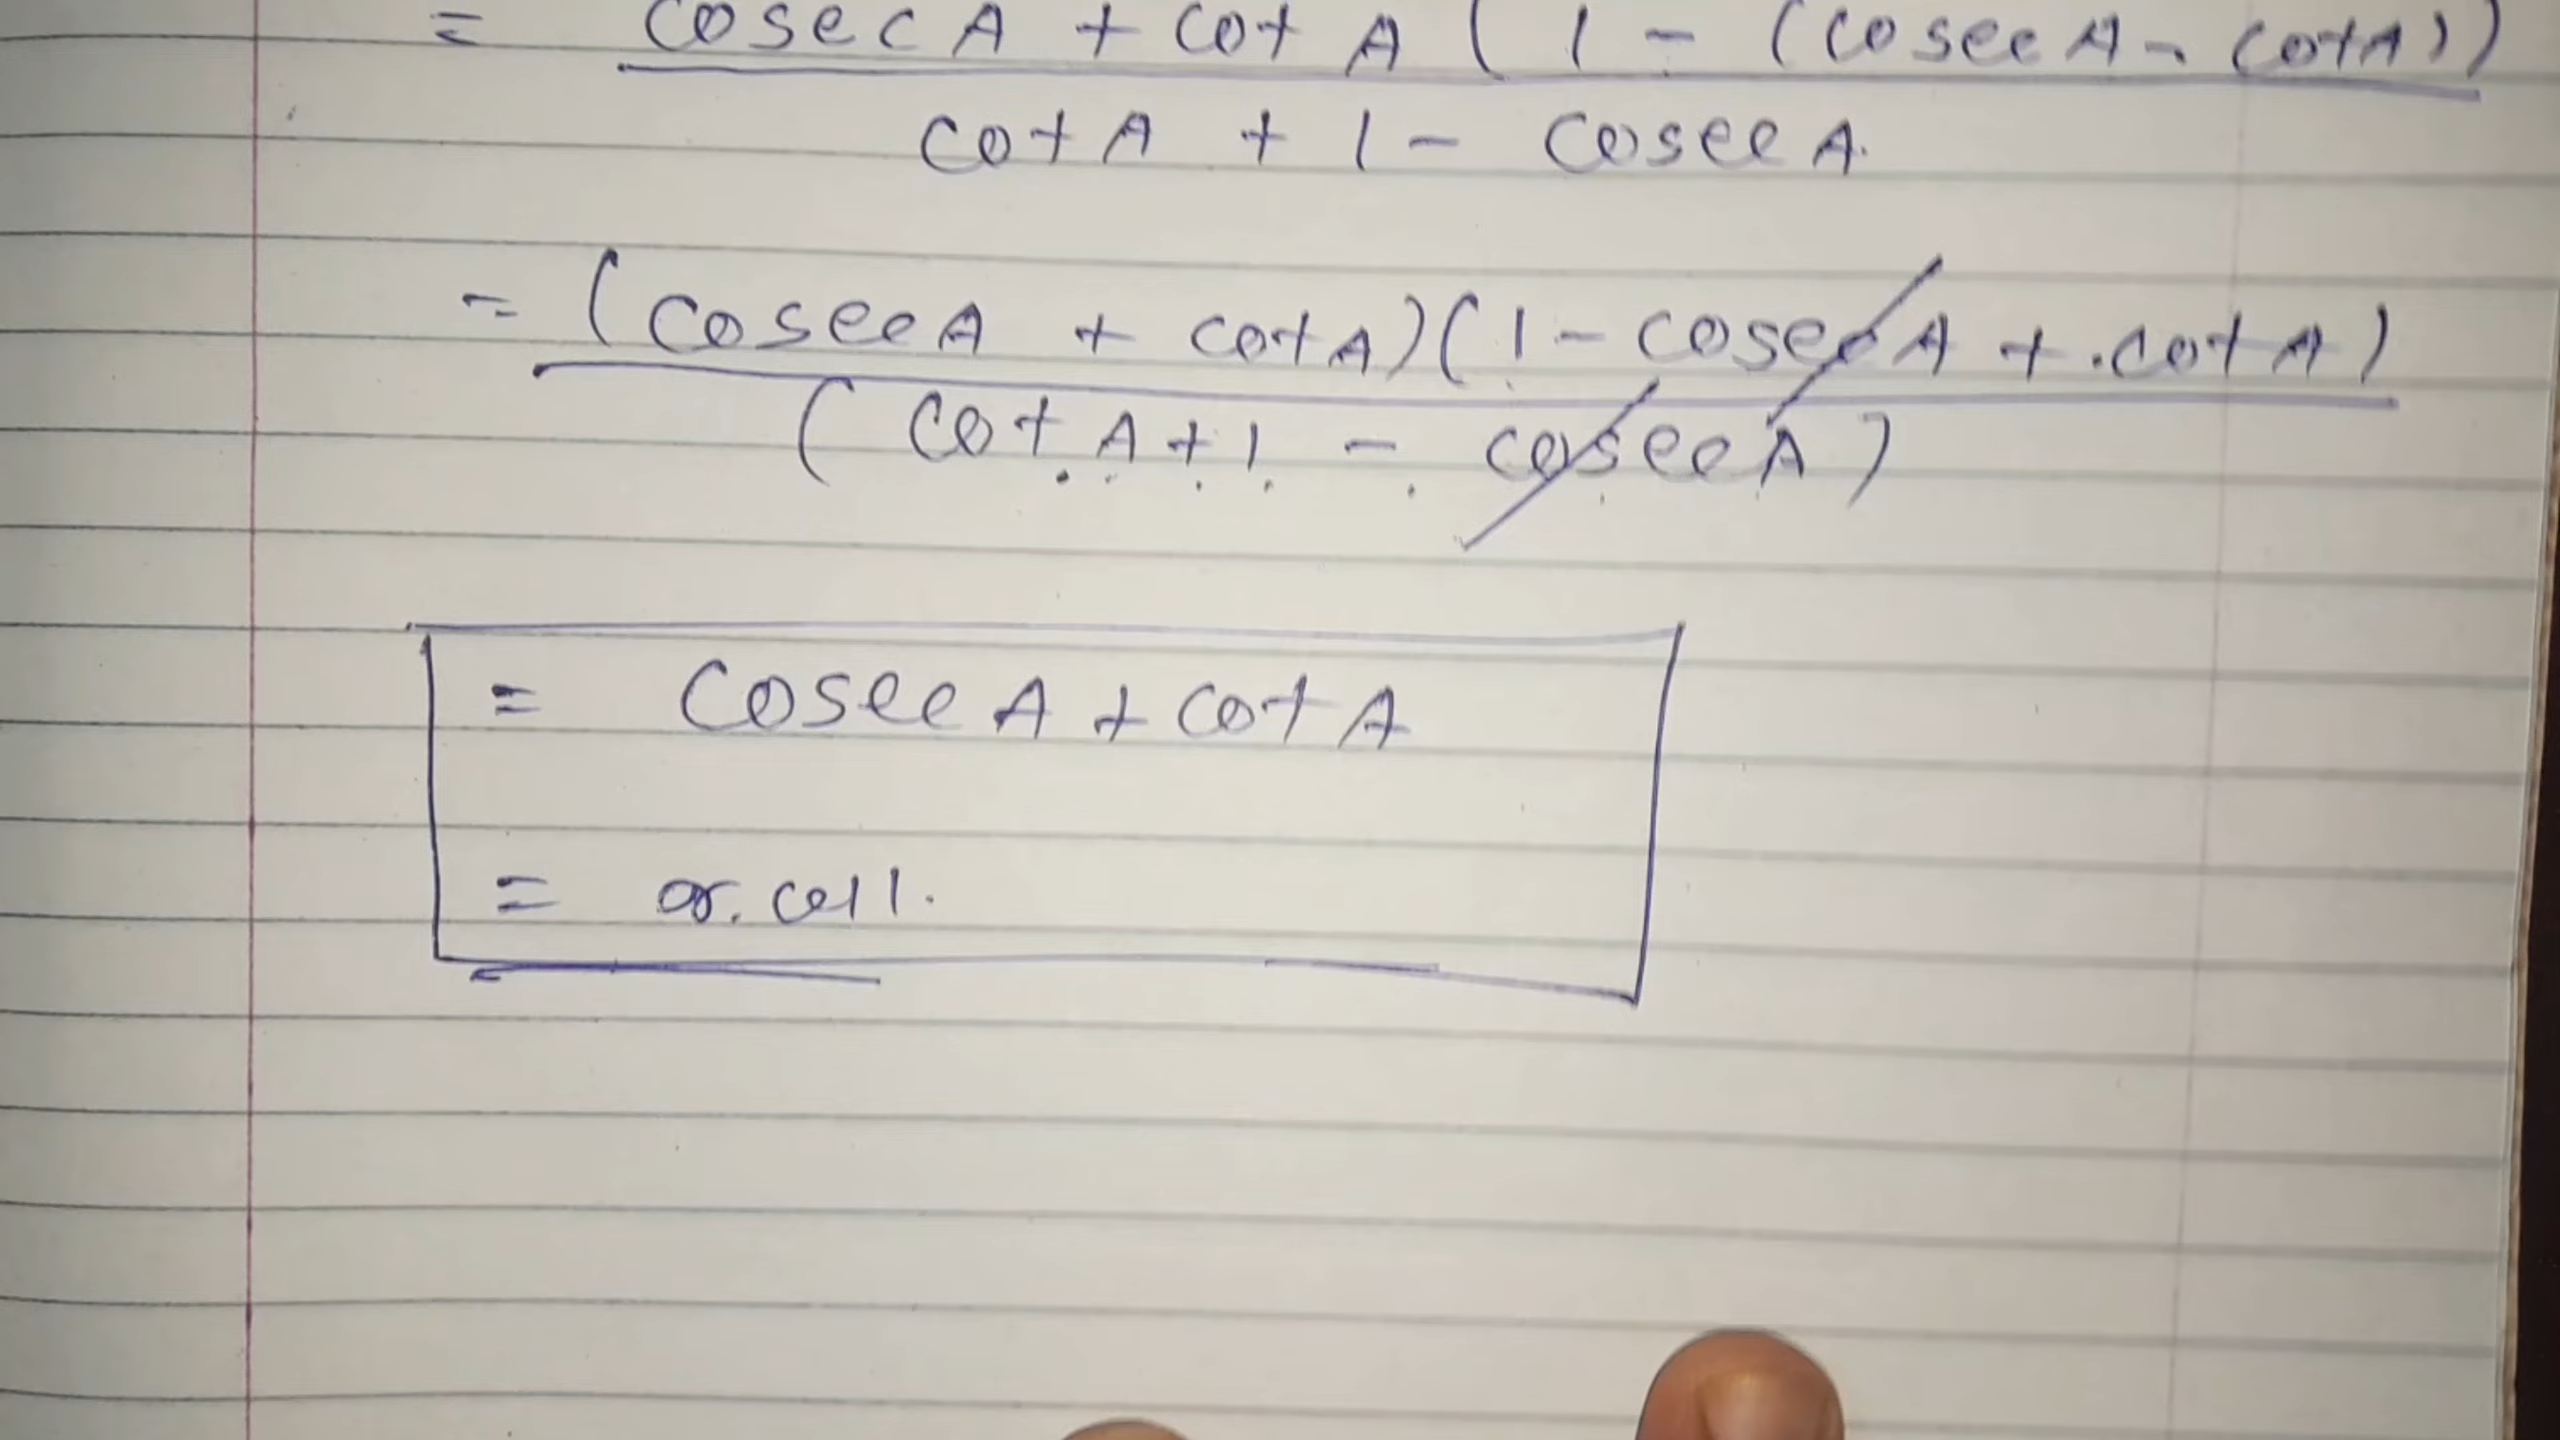 = cosec A + cot A ( 1 - (cosec A - cot A))
cot A + 1 - cosec A.
= (cosec A + cot A)(1 - cosec A + cot A)
(cot A + 1 - cosec A)
= cosec A + cot A
=